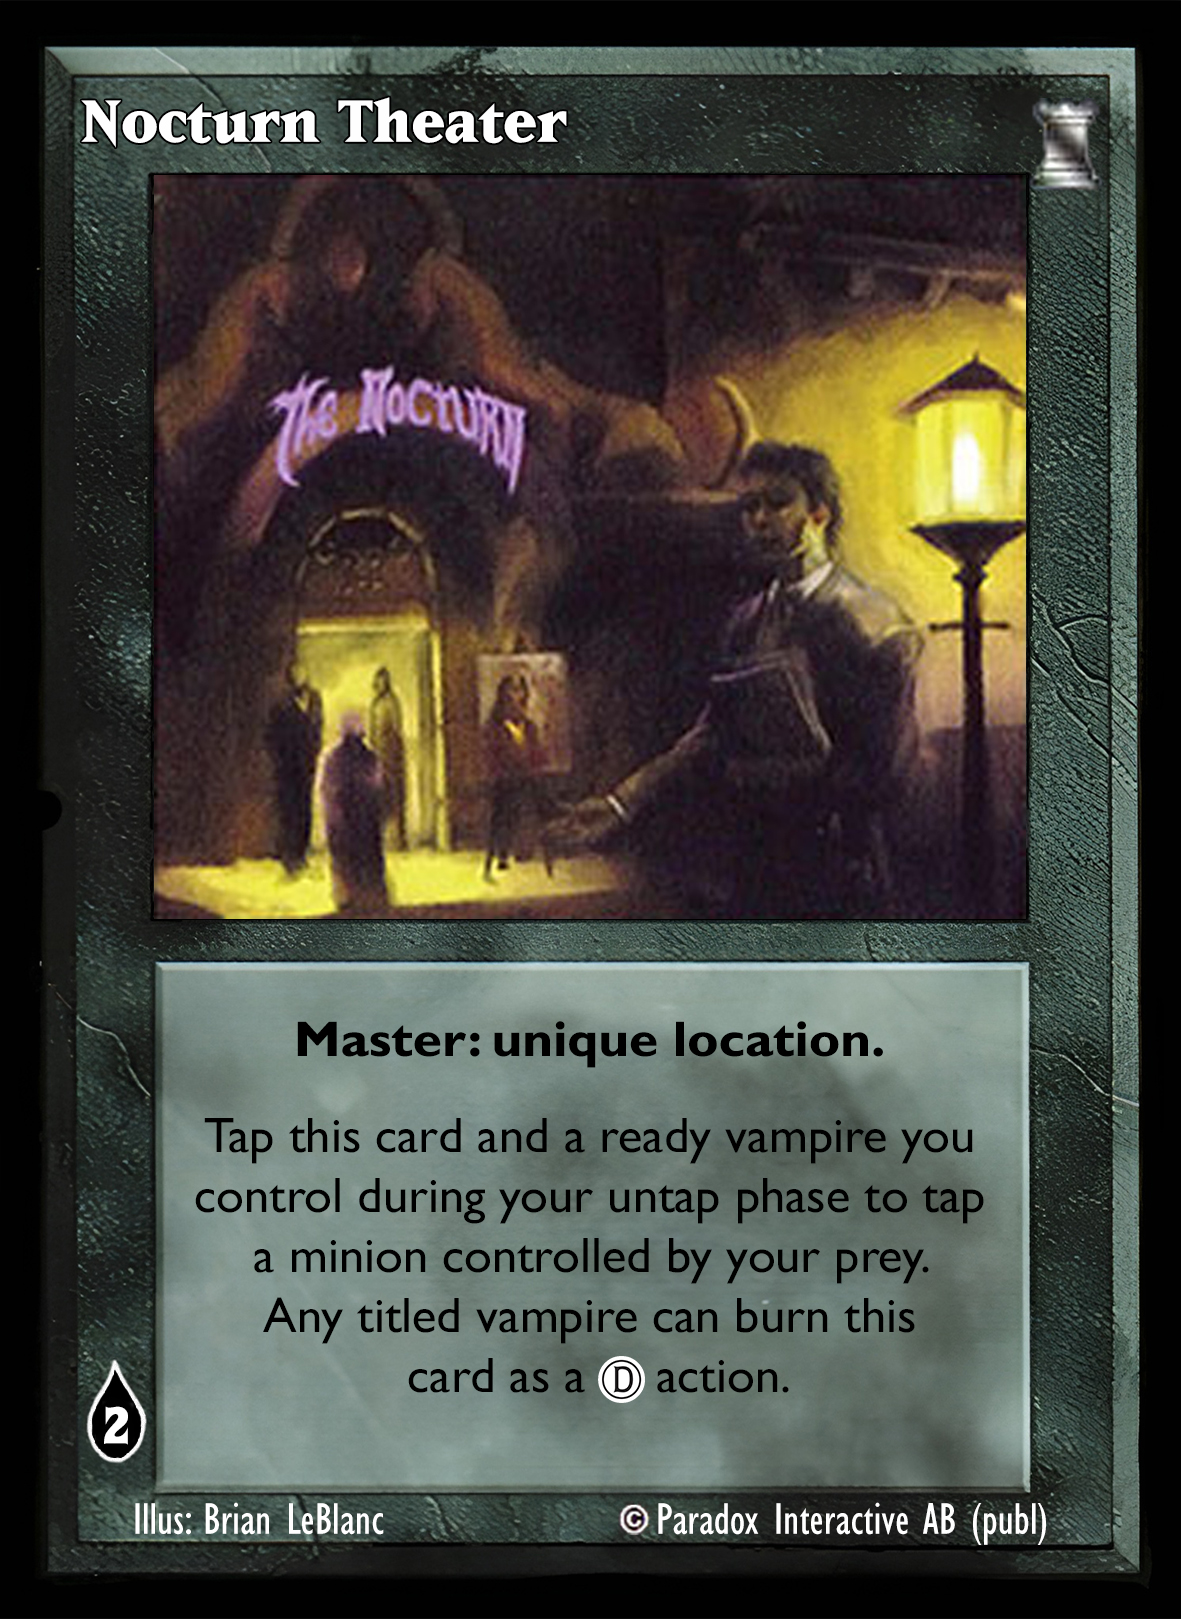 Nocturn Theater
The Nocturn
Master: unique location.
Tap this card and a ready vampire you
control during your untap phase to tap
a minion controlled by your prey.
Any titled vampire can burn this
card as a Ⓓ action.
2
Illus: Brian LeBlanc © Paradox Interactive AB (publ)